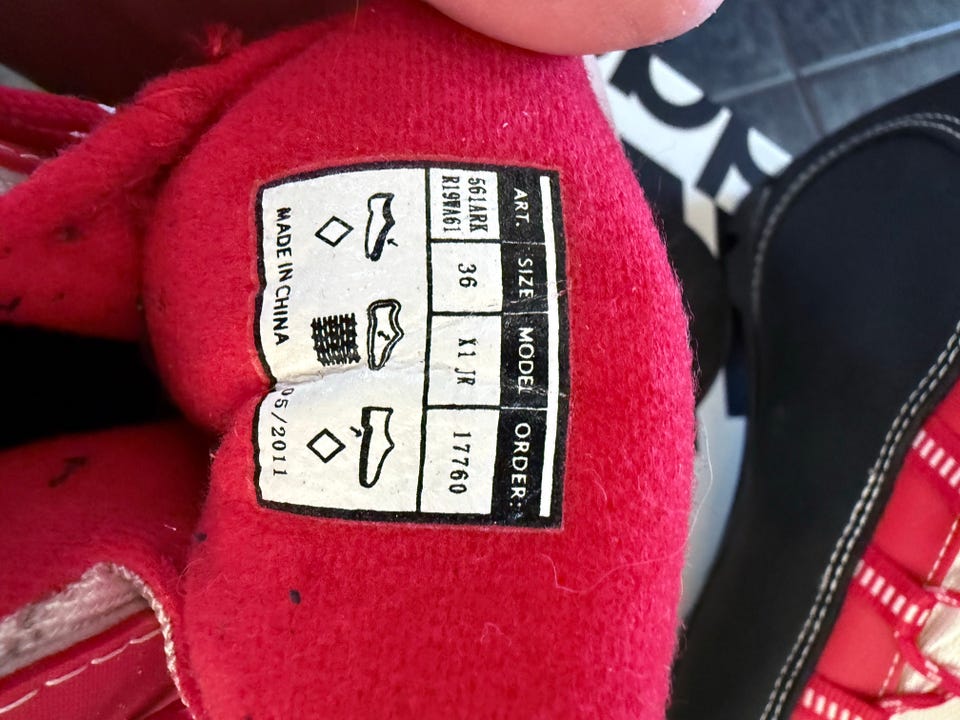 ART. SIZE MODEL ORDER:
561ARK 36 X1 JR 17760
R19WA61
MADE IN CHINA 05/2011